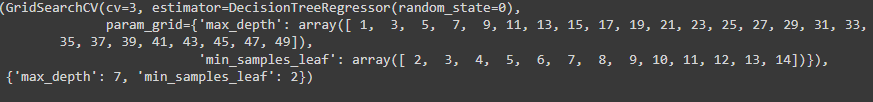 (GridSearchCV(cv=3, estimator=DecisionTreeRegressor(random_state=0),
param_grid={'max_depth': array([ 1, 3, 5, 7, 9, 11, 13, 15, 17, 19, 21, 23, 25, 27, 29, 31, 33,
35, 37, 39, 41, 43, 45, 47, 49]),
'min_samples_leaf': array([ 2, 3, 4, 5, 6, 7, 8, 9, 10, 11, 12, 13, 14])}),
{'max_depth': 7, 'min_samples_leaf': 2})